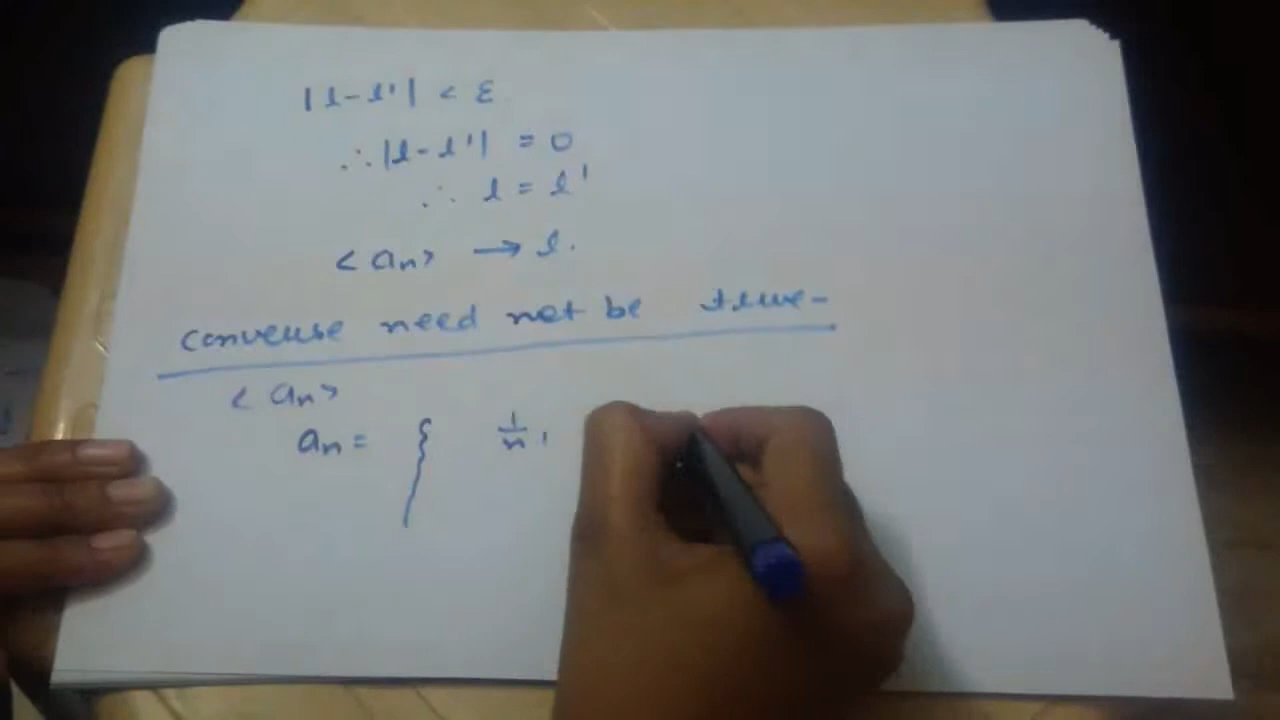 |l-l'| < ε
∴ |l-l'| = 0
∴ l = l'
< an > → l.
converse need not be true-
< an >
an = { 1/n ,